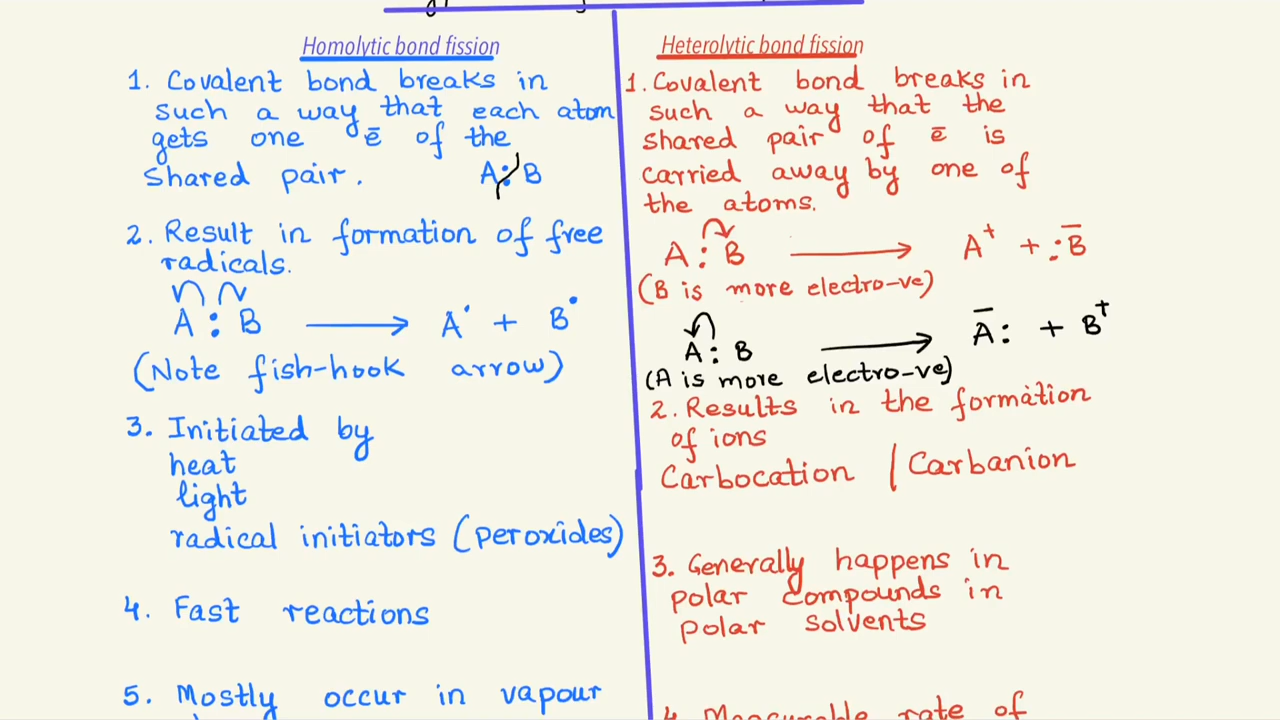 Homolytic bond fission
1. Covalent bond breaks in
such a way that each atom
gets one ē of the
shared pair.
A:B
2. Result in formation of free
radicals.
A : B ⟶ A• + B•
(Note fish-hook arrow)
3. Initiated by
heat
light
radical initiators (peroxides)
4. Fast reactions
5. Mostly occur in vapour
Heterolytic bond fission
1. Covalent bond breaks in
such a way that the
shared pair of ē is
carried away by one of
the atoms.
A : B ⟶ A⁺ + :B̄
(B is more electro-ve)
A : B ⟶ Ā: + B⁺
(A is more electro-ve)
2. Results in the formation
of ions
Carbocation / Carbanion
3. Generally happens in
polar compounds in
polar solvents
4. Measurable rate of